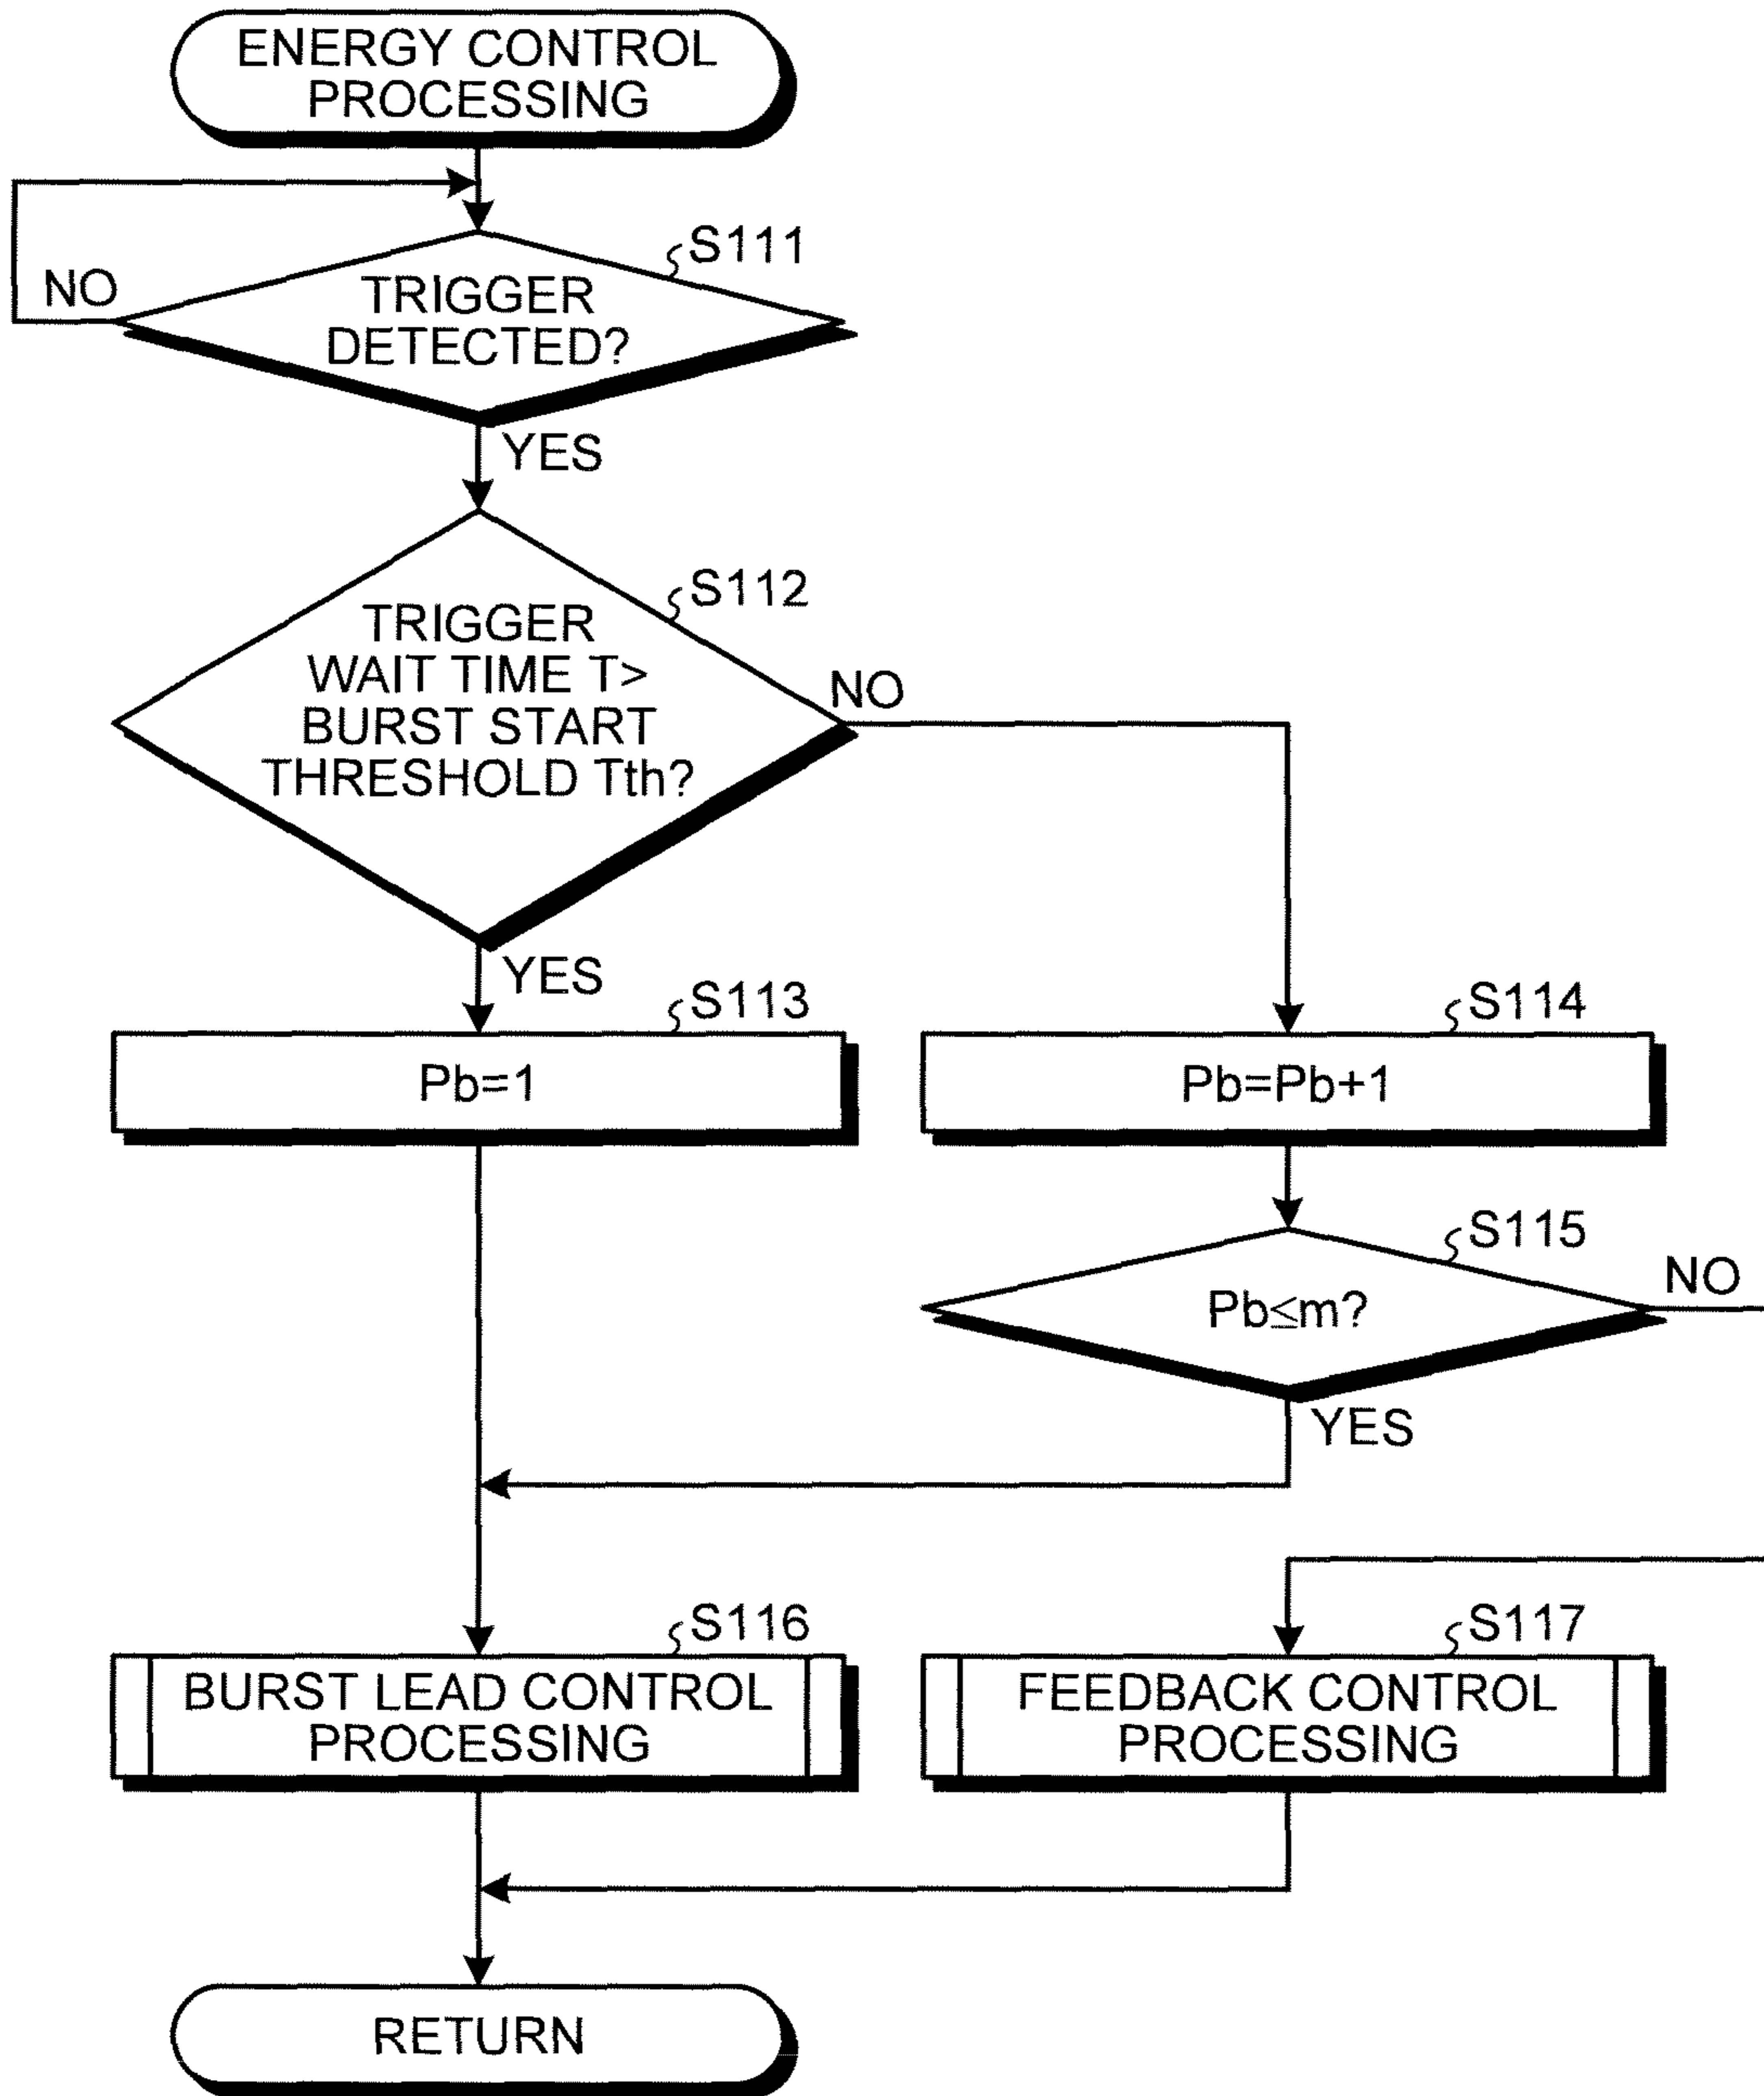 ENERGY CONTROL
PROCESSING
S111
NO
TRIGGER
DETECTED?
YES
S112
TRIGGER
WAIT TIME T>
BURST START
THRESHOLD Tth?
NO
YES
S113
Pb=1
S114
Pb=Pb+1
S115
Pb≤m?
NO
YES
S116
BURST LEAD CONTROL
PROCESSING
S117
FEEDBACK CONTROL
PROCESSING
RETURN